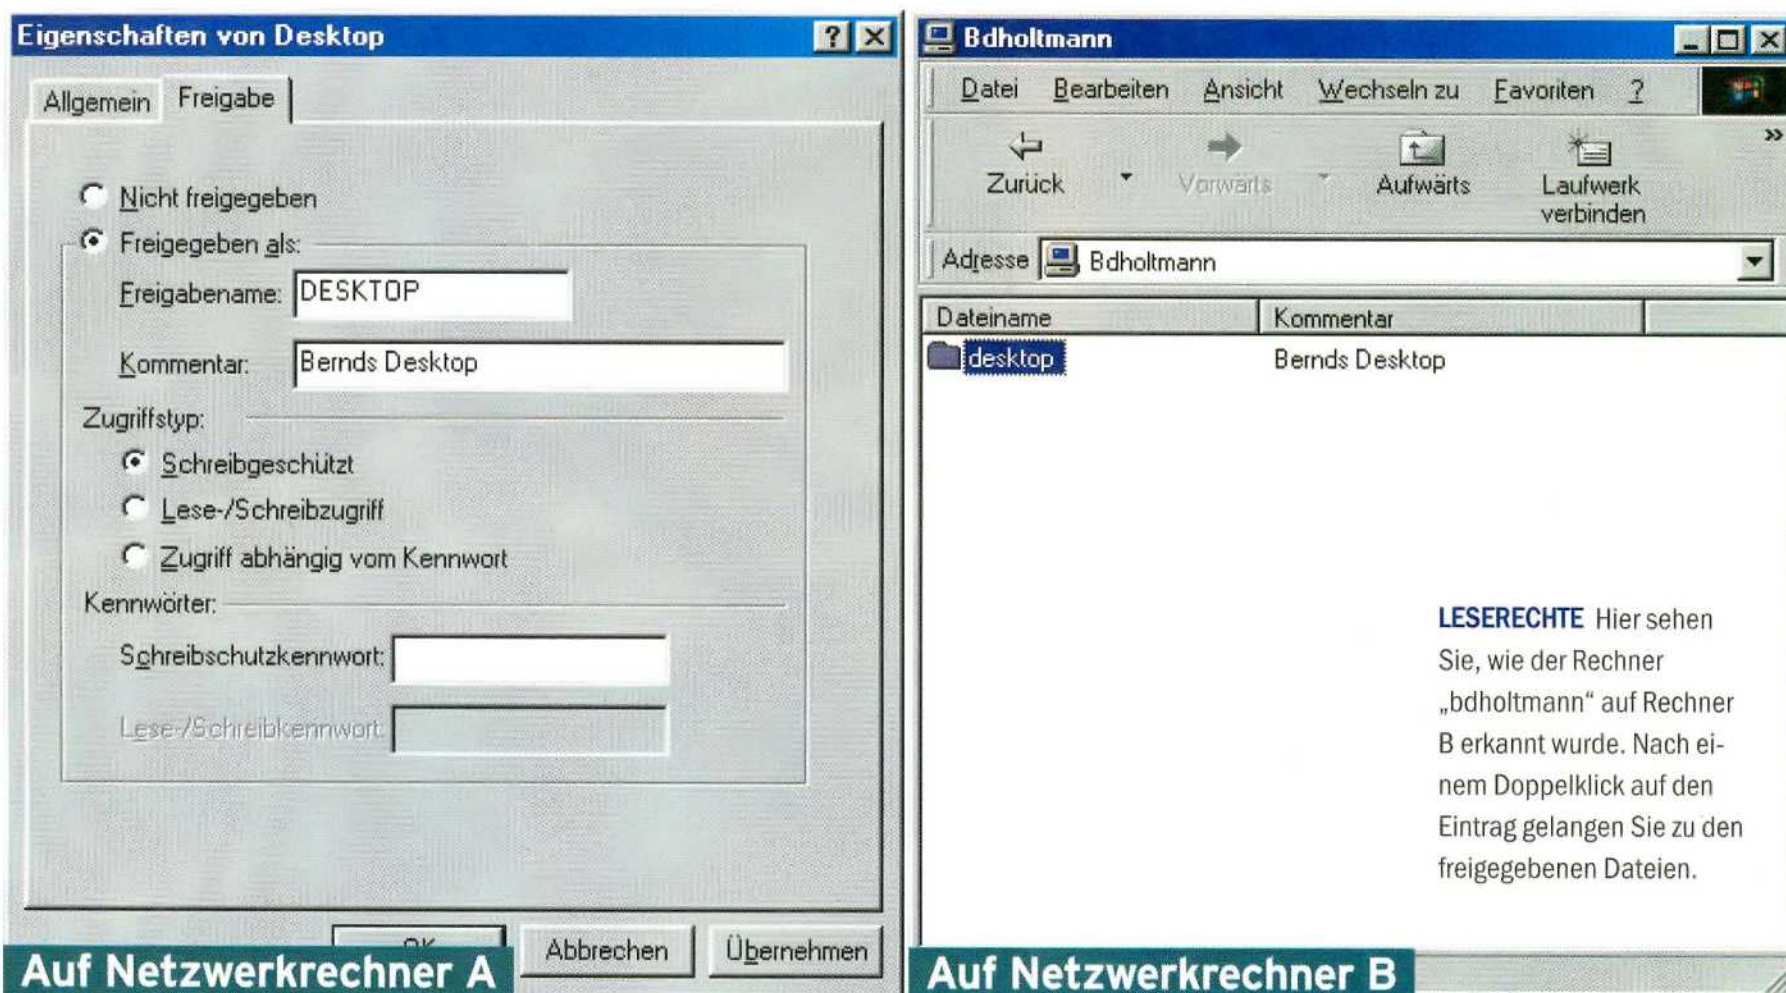 Eigenschaften von Desktop
Allgemein
Freigabe
Nicht freigegeben
Freigegeben als:
Freigabename: DESKTOP
Kommentar: Bernds Desktop
Zugriffstyp:
Schreibgeschützt
Lese-/Schreibzugriff
Zugriff abhängig vom Kennwort
Kennwörter:
Schreibschutzkennwort:
Lese-/Schreibkennwort:
OK
Abbrechen
Übernehmen
Auf Netzwerkrechner A
Bdholtmann
Datei Bearbeiten Ansicht Wechseln zu Favoriten ?
Zurück Vorwärts Aufwärts Laufwerk
verbinden
Adresse Bdholtmann
Dateiname Kommentar
desktop Bernds Desktop
LESERECHTE Hier sehen
Sie, wie der Rechner
„bdholtmann“ auf Rechner
B erkannt wurde. Nach ei-
nem Doppelklick auf den
Eintrag gelangen Sie zu den
freigegebenen Dateien.
Auf Netzwerkrechner B